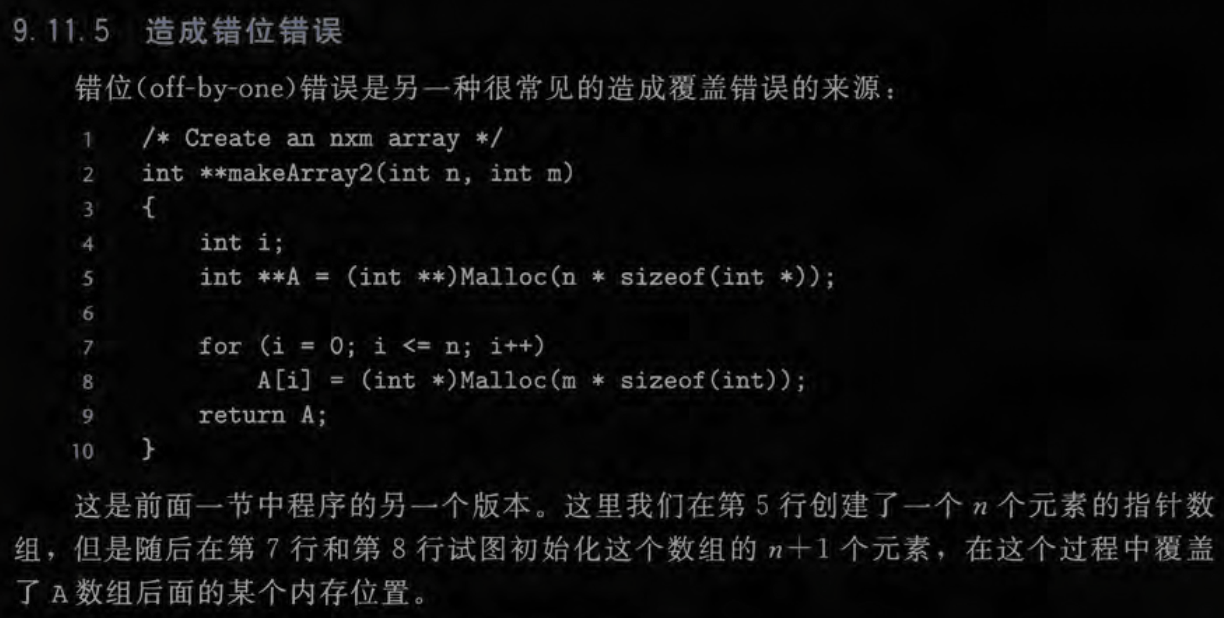 9.11.5 造成错位错误
错位(off-by-one)错误是另一种很常见的造成覆盖错误的来源：
1 /* Create an nxm array */
2 int **makeArray2(int n, int m)
3 {
4 int i;
5 int **A = (int **)Malloc(n * sizeof(int *));
6
7 for (i = 0; i <= n; i++)
8 A[i] = (int *)Malloc(m * sizeof(int));
9 return A;
10 }
这是前面一节中程序的另一个版本。这里我们在第 5 行创建了一个 n 个元素的指针数
组，但是随后在第 7 行和第 8 行试图初始化这个数组的 n+1 个元素，在这个过程中覆盖
了 A 数组后面的某个内存位置。